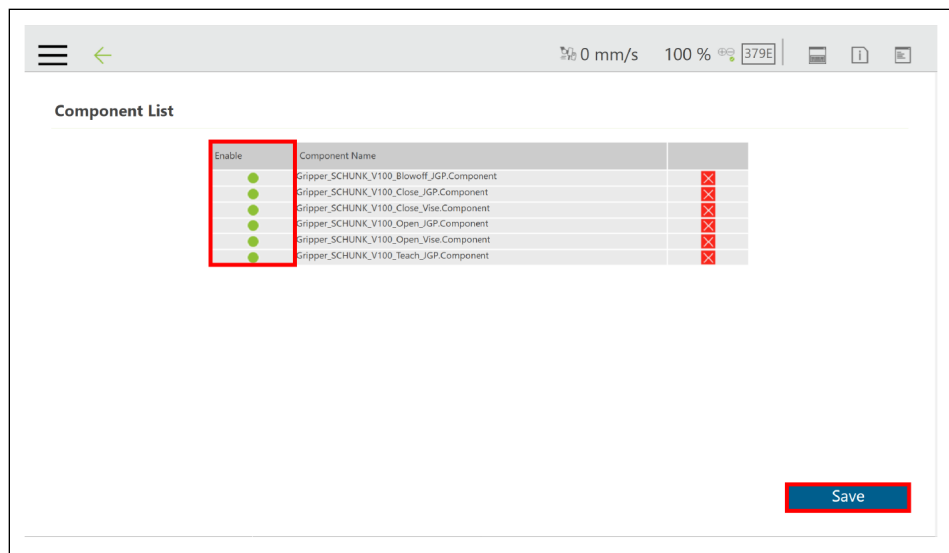 0 mm/s 100 % 379E
Component List
Enable Component Name
Gripper_SCHUNK_V100_Blowoff_JGP.Component
Gripper_SCHUNK_V100_Close_JGP.Component
Gripper_SCHUNK_V100_Close_Vise.Component
Gripper_SCHUNK_V100_Open_JGP.Component
Gripper_SCHUNK_V100_Open_Vise.Component
Gripper_SCHUNK_V100_Teach_JGP.Component
Save